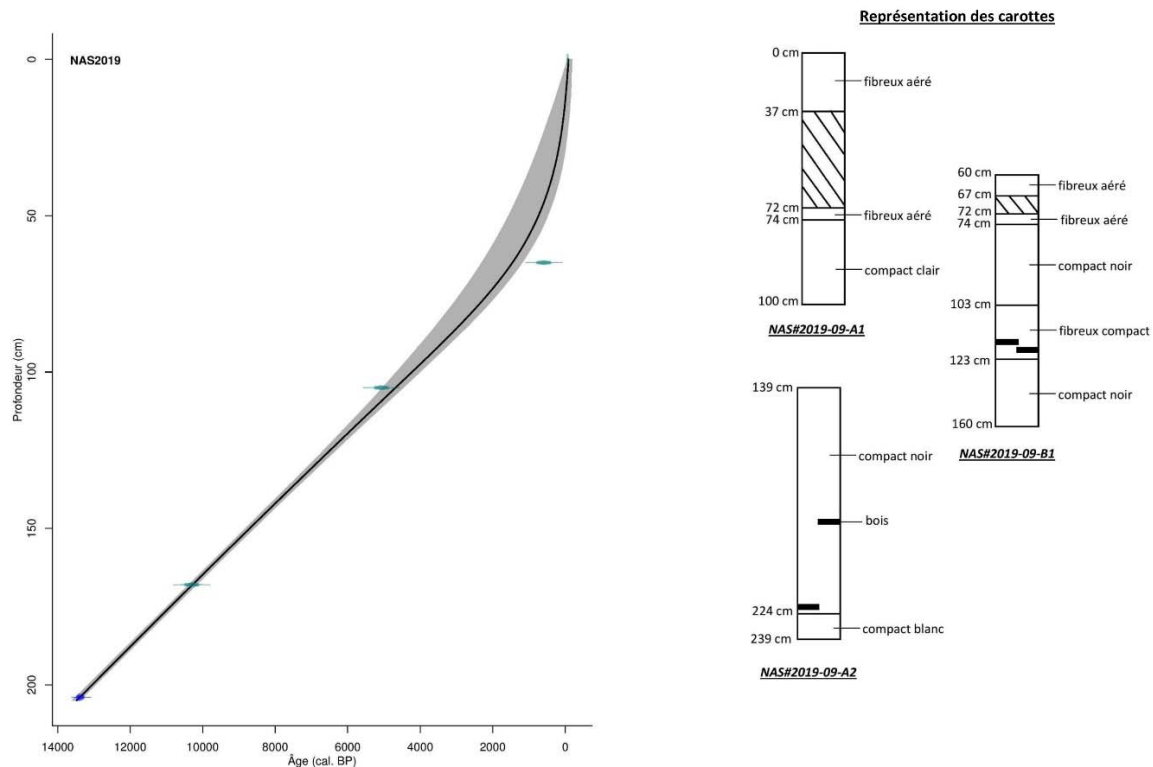 Représentation des carottes
NAS2019
0
50
100
150
200
Profondeur (cm)
14000 12000 10000 8000 6000 4000 2000 0
Âge (cal. BP)
0 cm
fibreux aéré
37 cm
72 cm
fibreux aéré
74 cm
compact clair
100 cm
NAS#2019-09-A1
60 cm
fibreux aéré
67 cm
72 cm
fibreux aéré
74 cm
compact noir
103 cm
fibreux compact
123 cm
compact noir
160 cm
NAS#2019-09-B1
139 cm
compact noir
bois
224 cm
compact blanc
239 cm
NAS#2019-09-A2